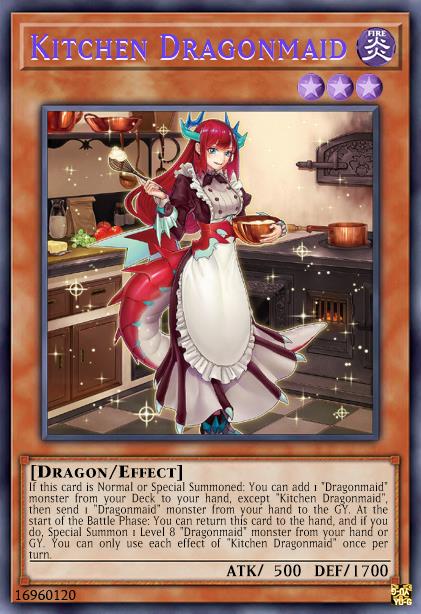 KITCHEN DRAGONMAID
FIRE
炎
[DRAGON/EFFECT]
If this card is Normal or Special Summoned: You can add 1 "Dragonmaid"
monster from your Deck to your hand, except "Kitchen Dragonmaid",
then send 1 "Dragonmaid" monster from your hand to the GY. At the
start of the Battle Phase: You can return this card to the hand, and if you
do, Special Summon 1 Level 8 "Dragonmaid" monster from your hand or
GY. You can only use each effect of "Kitchen Dragonmaid" once per
turn.
ATK/ 500 DEF/1700
16960120